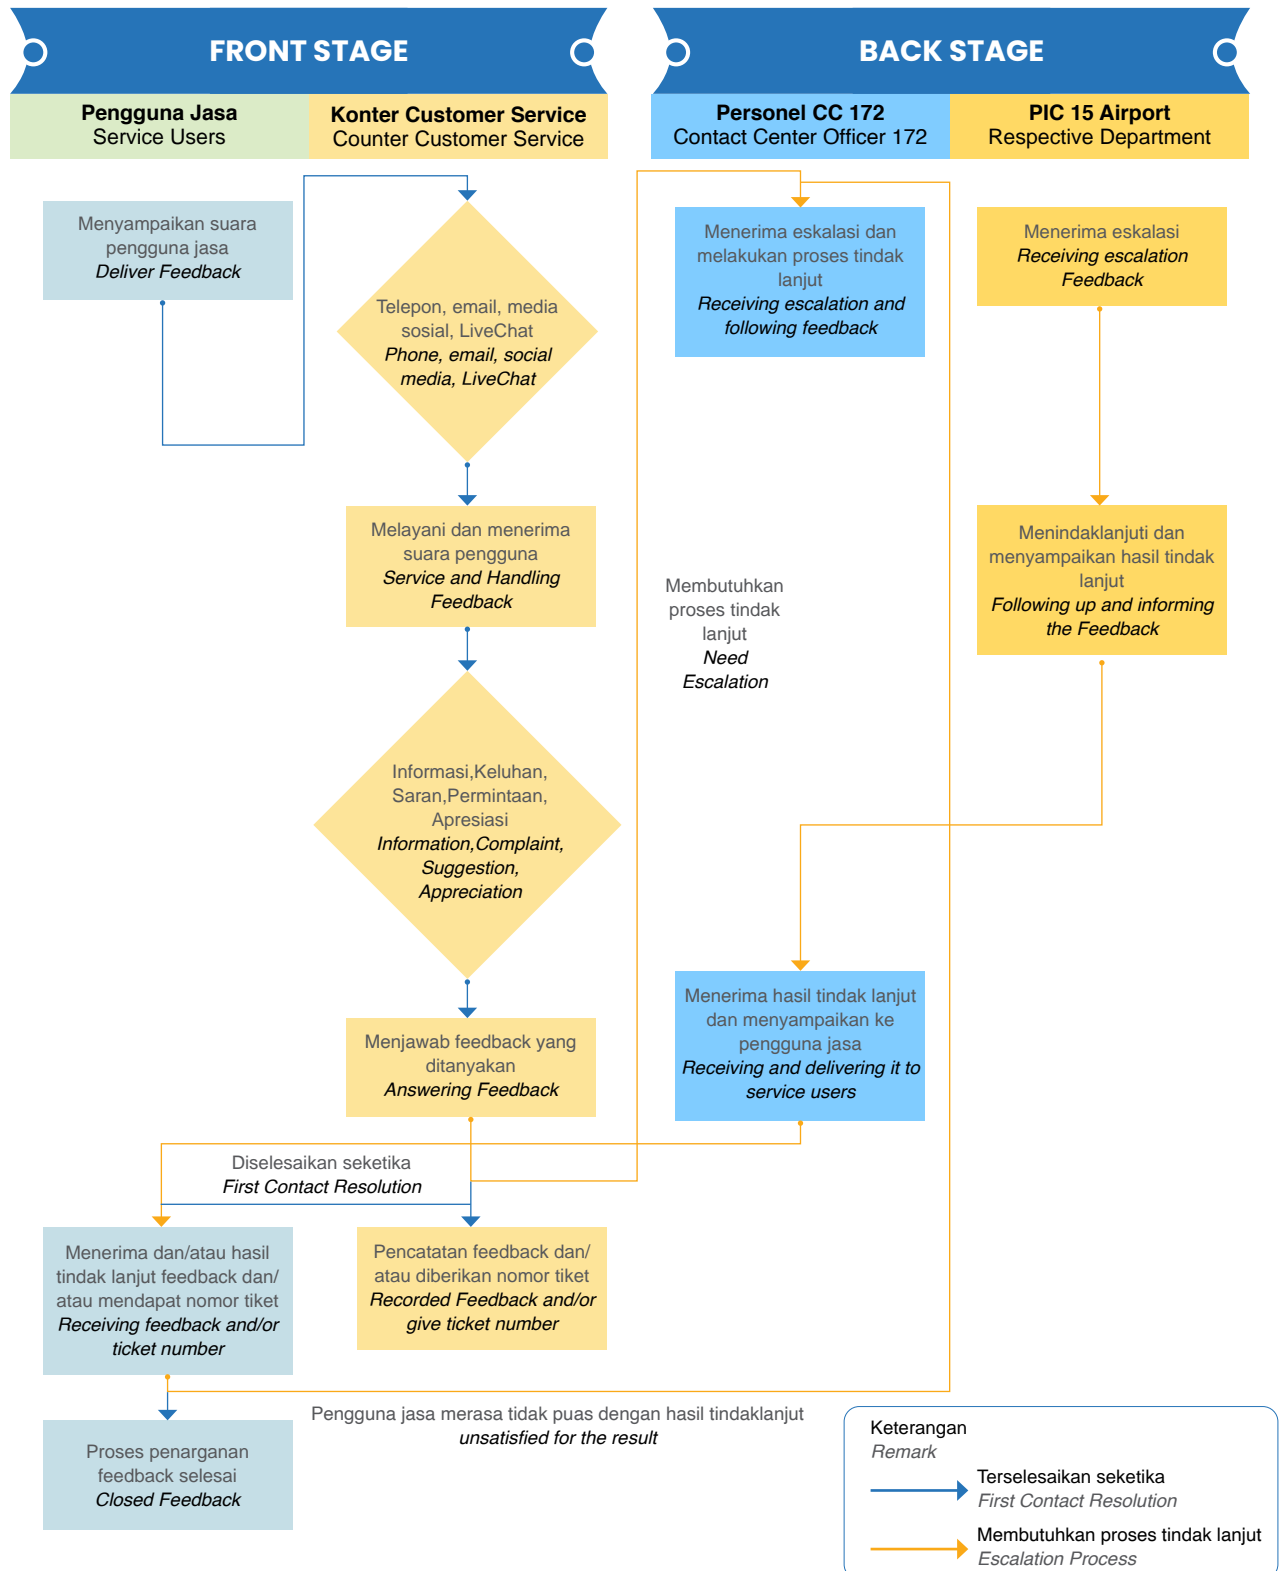 FRONT STAGE
BACK STAGE
Pengguna Jasa
Service Users
Konter Customer Service
Counter Customer Service
Personel CC 172
Contact Center Officer 172
PIC 15 Airport
Respective Department
Menyampaikan suara
pengguna jasa
Deliver Feedback
Telepon, email, media
sosial, LiveChat
Phone, email, social
media, LiveChat
Menerima eskalasi dan
melakukan proses tindak
lanjut
Receiving escalation and
following feedback
Menerima eskalasi
Receiving escalation
Feedback
Melayani dan menerima
suara pengguna
Service and Handling
Feedback
Membutuhkan
proses tindak
lanjut
Need
Escalation
Menindaklanjuti dan
menyampaikan hasil tindak
lanjut
Following up and informing
the Feedback
Informasi,Keluhan,
Saran,Permintaan,
Apresiasi
Information,Complaint,
Suggestion,
Appreciation
Menjawab feedback yang
ditanyakan
Answering Feedback
Menerima hasil tindak lanjut
dan menyampaikan ke
pengguna jasa
Receiving and delivering it to
service users
Diselesaikan seketika
First Contact Resolution
Menerima dan/atau hasil
tindak lanjut feedback dan/
atau mendapat nomor tiket
Receiving feedback and/or
ticket number
Pencatatan feedback dan/
atau diberikan nomor tiket
Recorded Feedback and/or
give ticket number
Pengguna jasa merasa tidak puas dengan hasil tindaklanjut
unsatisfied for the result
Proses penarganan
feedback selesai
Closed Feedback
Keterangan
Remark
Terselesaikan seketika
First Contact Resolution
Membutuhkan proses tindak lanjut
Escalation Process